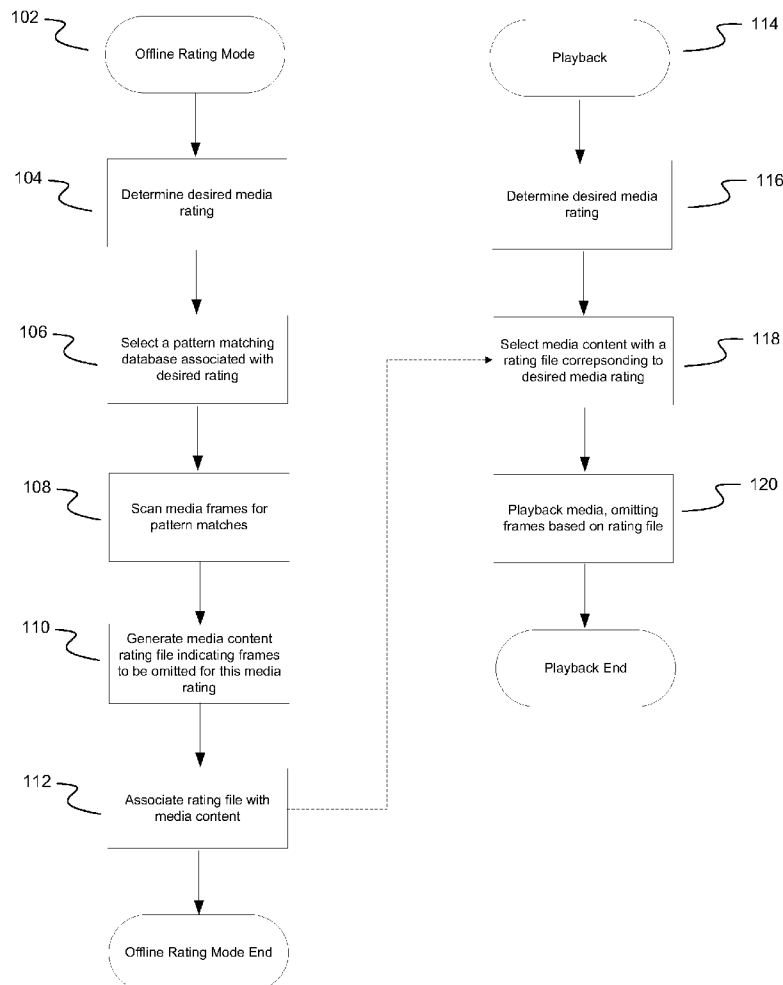 102
Offline Rating Mode
104
Determine desired media
rating
106
Select a pattern matching
database associated with
desired rating
108
Scan media frames for
pattern matches
110
Generate media content
rating file indicating frames
to be omitted for this media
rating
112
Associate rating file with
media content
Offline Rating Mode End
114
Playback
116
Determine desired media
rating
118
Select media content with a
rating file correpsonding to
desired media rating
120
Playback media, omitting
frames based on rating file
Playback End